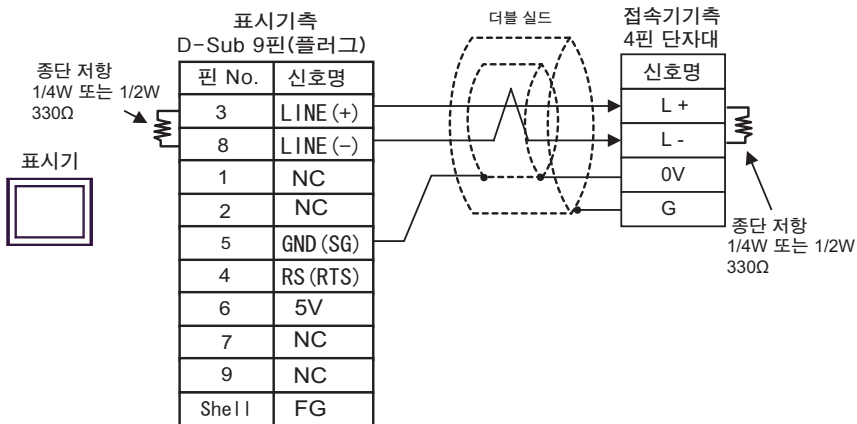 표시기측
D-Sub 9핀(플러그)
더블 실드
접속기기측
4핀 단자대
종단 저항
1/4W 또는 1/2W
330Ω
표시기
핀 No. 신호명
3 LINE(+)
8 LINE(-)
1 NC
2 NC
5 GND(SG)
4 RS(RTS)
6 5V
7 NC
9 NC
Shell FG
신호명
L +
L -
0V
G
종단 저항
1/4W 또는 1/2W
330Ω